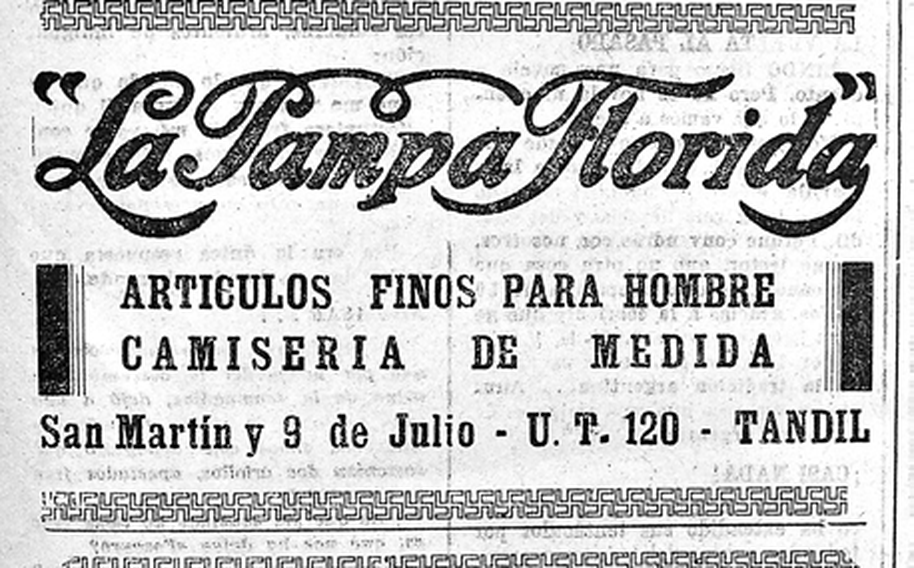 "La Pampa Florida"
ARTICULOS FINOS PARA HOMBRE
CAMISERIA DE MEDIDA
San Martín y 9 de Julio - U. T. 120 - TANDIL